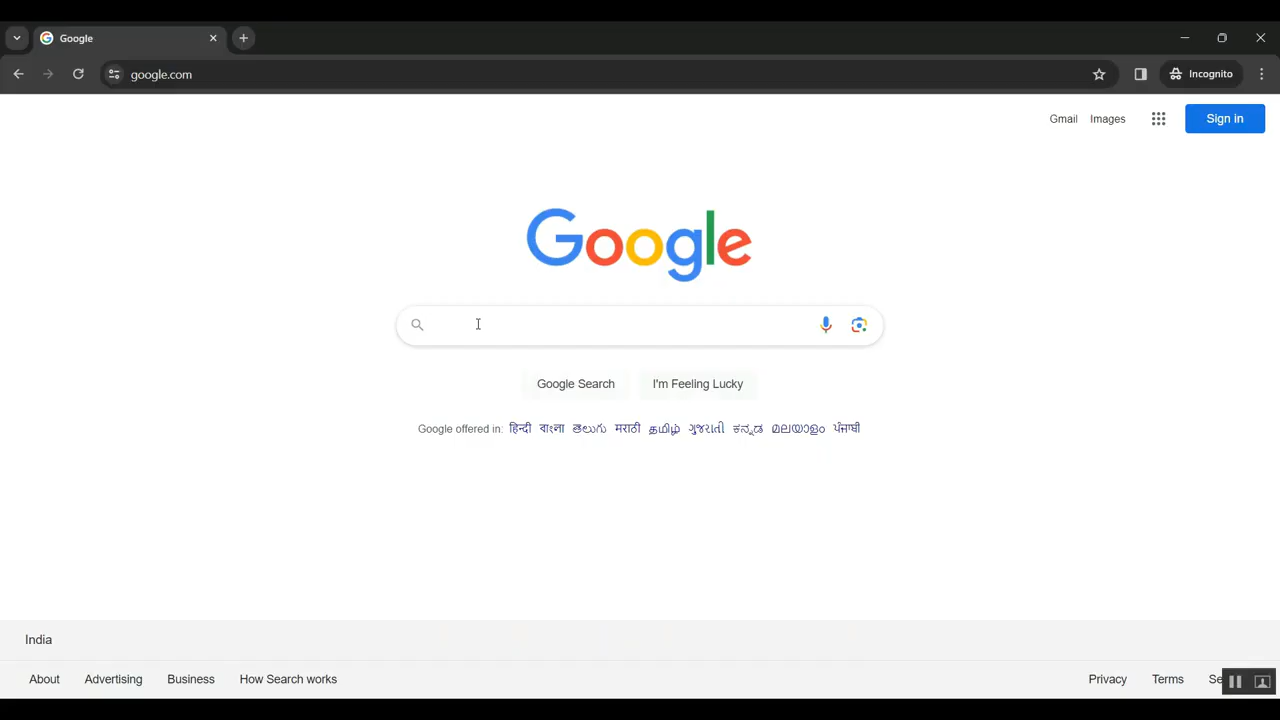 Google
google.com
Incognito
Gmail Images Sign in
Google
Google Search I'm Feeling Lucky
Google offered in: हिन्दी বাংলা తెలుగు मराठी தமிழ் ગુજરાતી ಕನ್ನಡ മലയാളം ਪੰਜਾਬੀ
India
About Advertising Business How Search works Privacy Terms